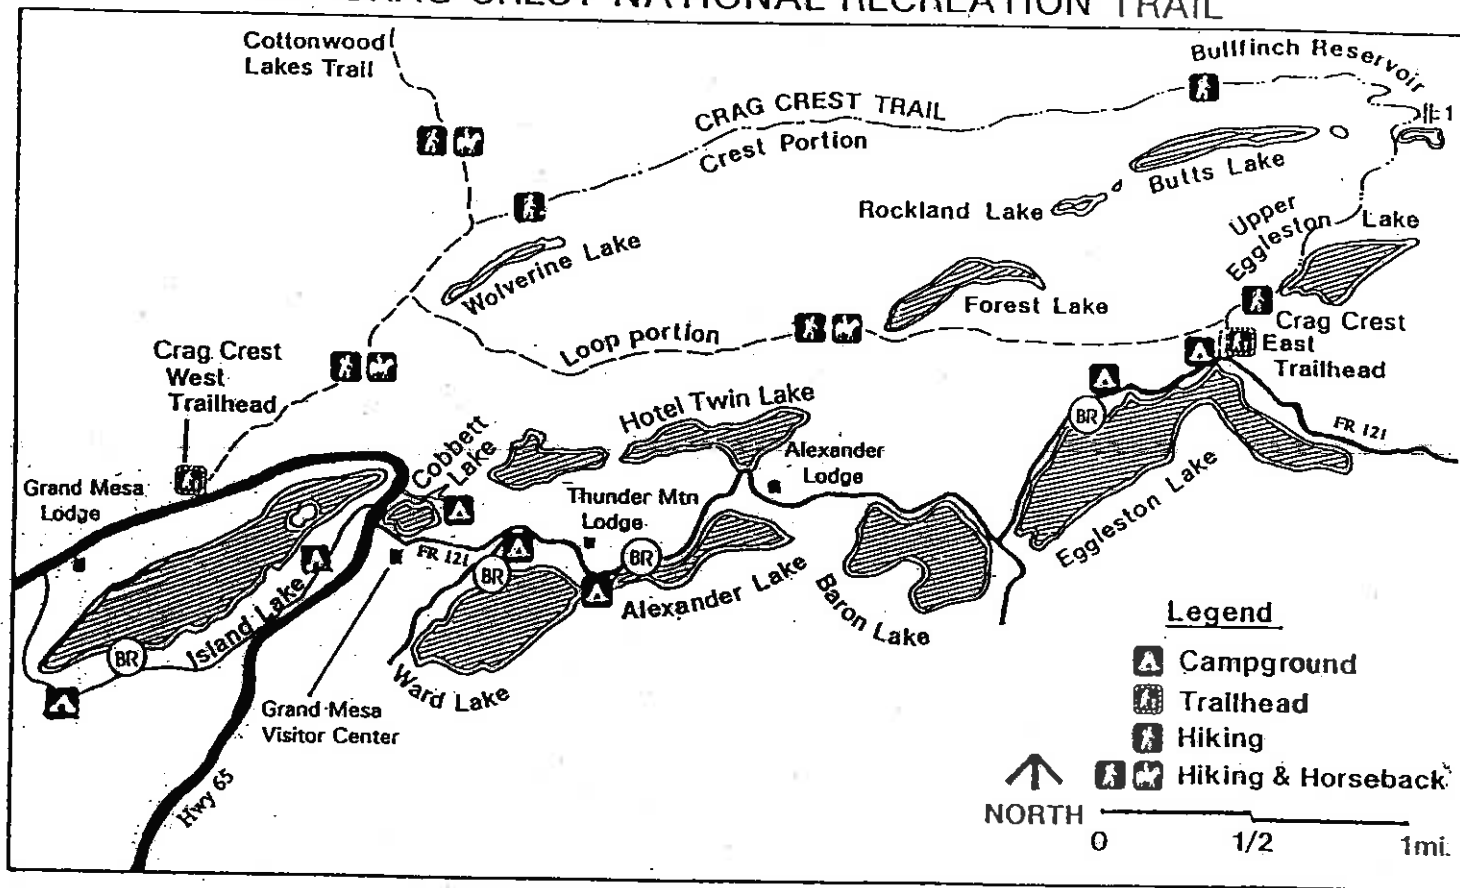 CRAG CREST NATIONAL RECREATION TRAIL
Cottonwood
Lakes Trail
Bullfinch Reservoir
#1
CRAG CREST TRAIL
Crest Portion
Butts Lake
Rockland Lake
Upper
Eggleston Lake
Wolverine Lake
Forest Lake
Loop portion
Crag Crest
East
Trailhead
Crag Crest
West
Trailhead
Hotel Twin Lake
BR
FR 121
Cobbett
Lake
Alexander
Lodge
Grand Mesa
Lodge
Thunder Mtn
Lodge
Eggleston Lake
FR 121
BR
BR
Alexander Lake
Baron Lake
Island Lake
BR
Ward Lake
Grand Mesa
Visitor Center
Hwy 65
Legend
Campground
Trailhead
Hiking
Hiking & Horseback
NORTH
0 1/2 1mi.